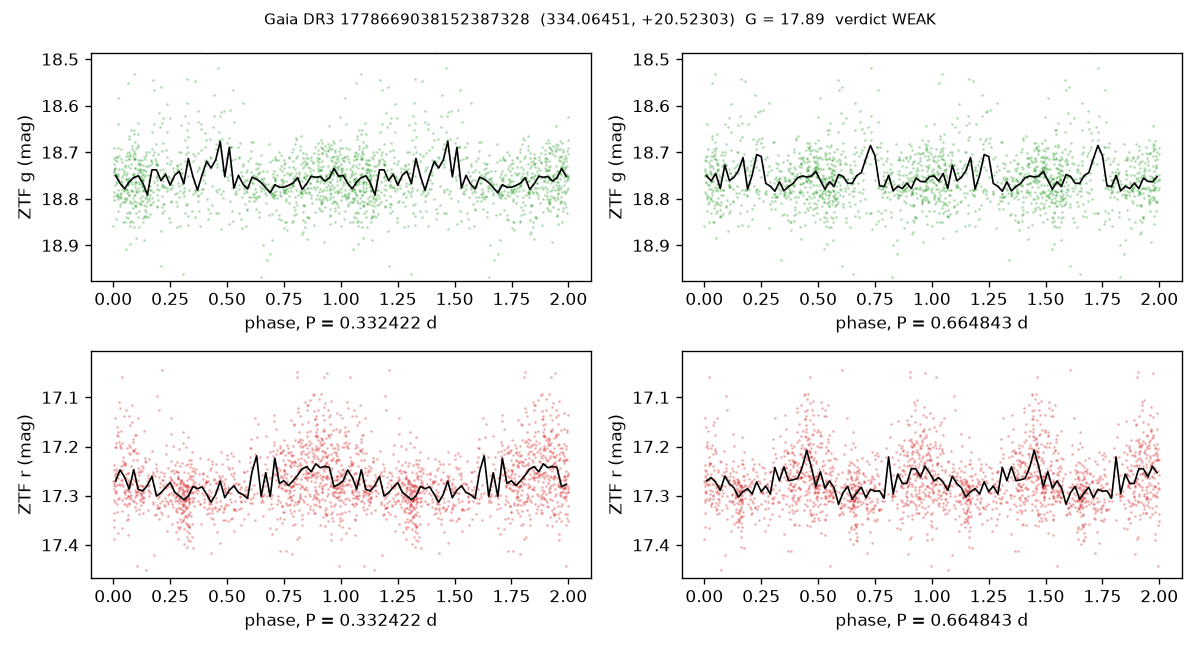 Gaia DR3 1778669038152387328 (334.06451, +20.52303) G = 17.89 verdict WEAK
18.5
18.6
18.7
18.8
18.9
ZTF g (mag)
0.00 0.25 0.50 0.75 1.00 1.25 1.50 1.75 2.00
phase, P = 0.332422 d
18.5
18.6
18.7
18.8
18.9
ZTF g (mag)
0.00 0.25 0.50 0.75 1.00 1.25 1.50 1.75 2.00
phase, P = 0.664843 d
17.1
17.2
17.3
17.4
ZTF r (mag)
0.00 0.25 0.50 0.75 1.00 1.25 1.50 1.75 2.00
phase, P = 0.332422 d
17.1
17.2
17.3
17.4
ZTF r (mag)
0.00 0.25 0.50 0.75 1.00 1.25 1.50 1.75 2.00
phase, P = 0.664843 d